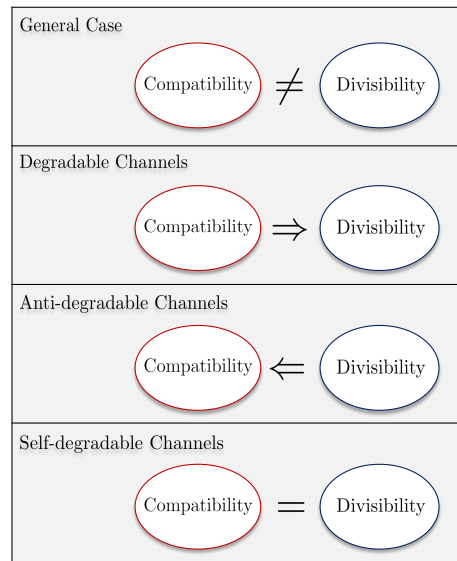 General Case
Compatibility ≠ Divisibility
Degradable Channels
Compatibility ⇒ Divisibility
Anti-degradable Channels
Compatibility ⇐ Divisibility
Self-degradable Channels
Compatibility = Divisibility